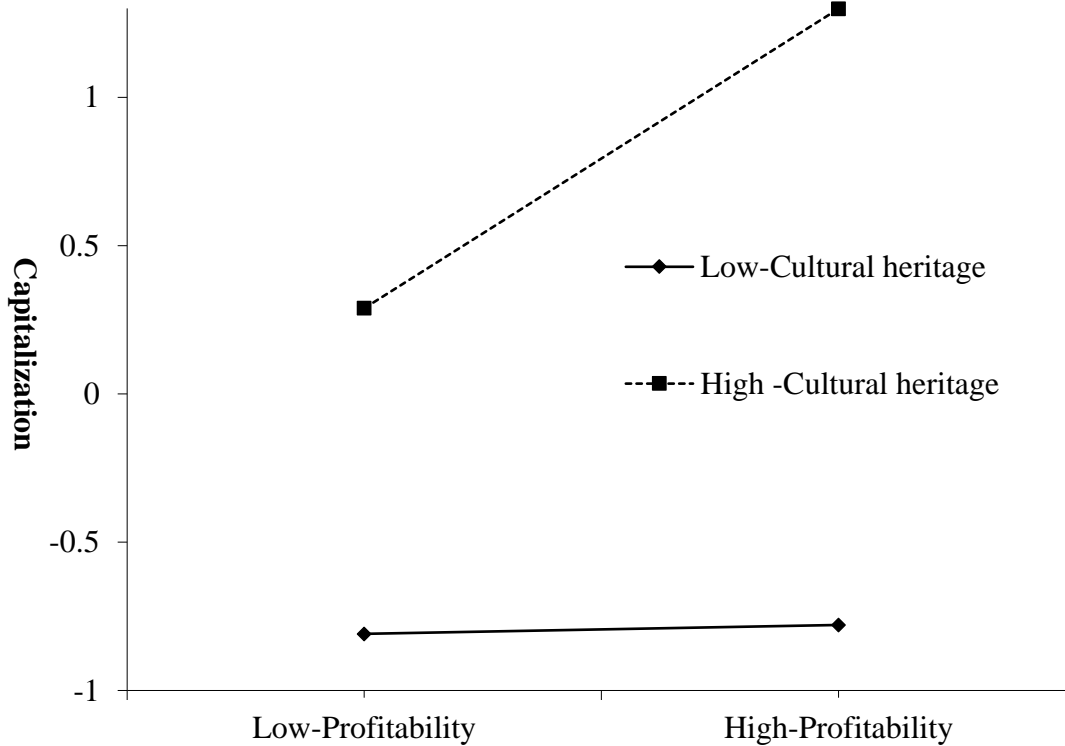 1
0.5
0
-0.5
-1
Capitalization
Low-Cultural heritage
High -Cultural heritage
Low-Profitability
High-Profitability